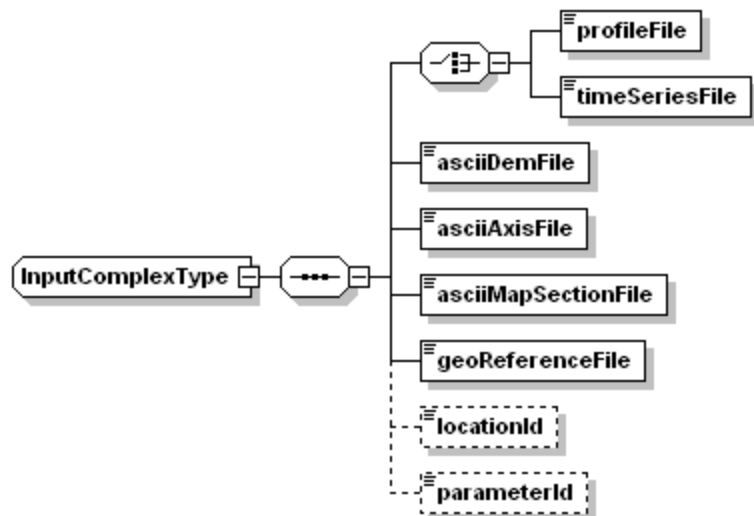 profileFile
timeSeriesFile
asciiDemFile
asciiAxisFile
InputComplexType
asciiMapSectionFile
geoReferenceFile
locationId
parameterId